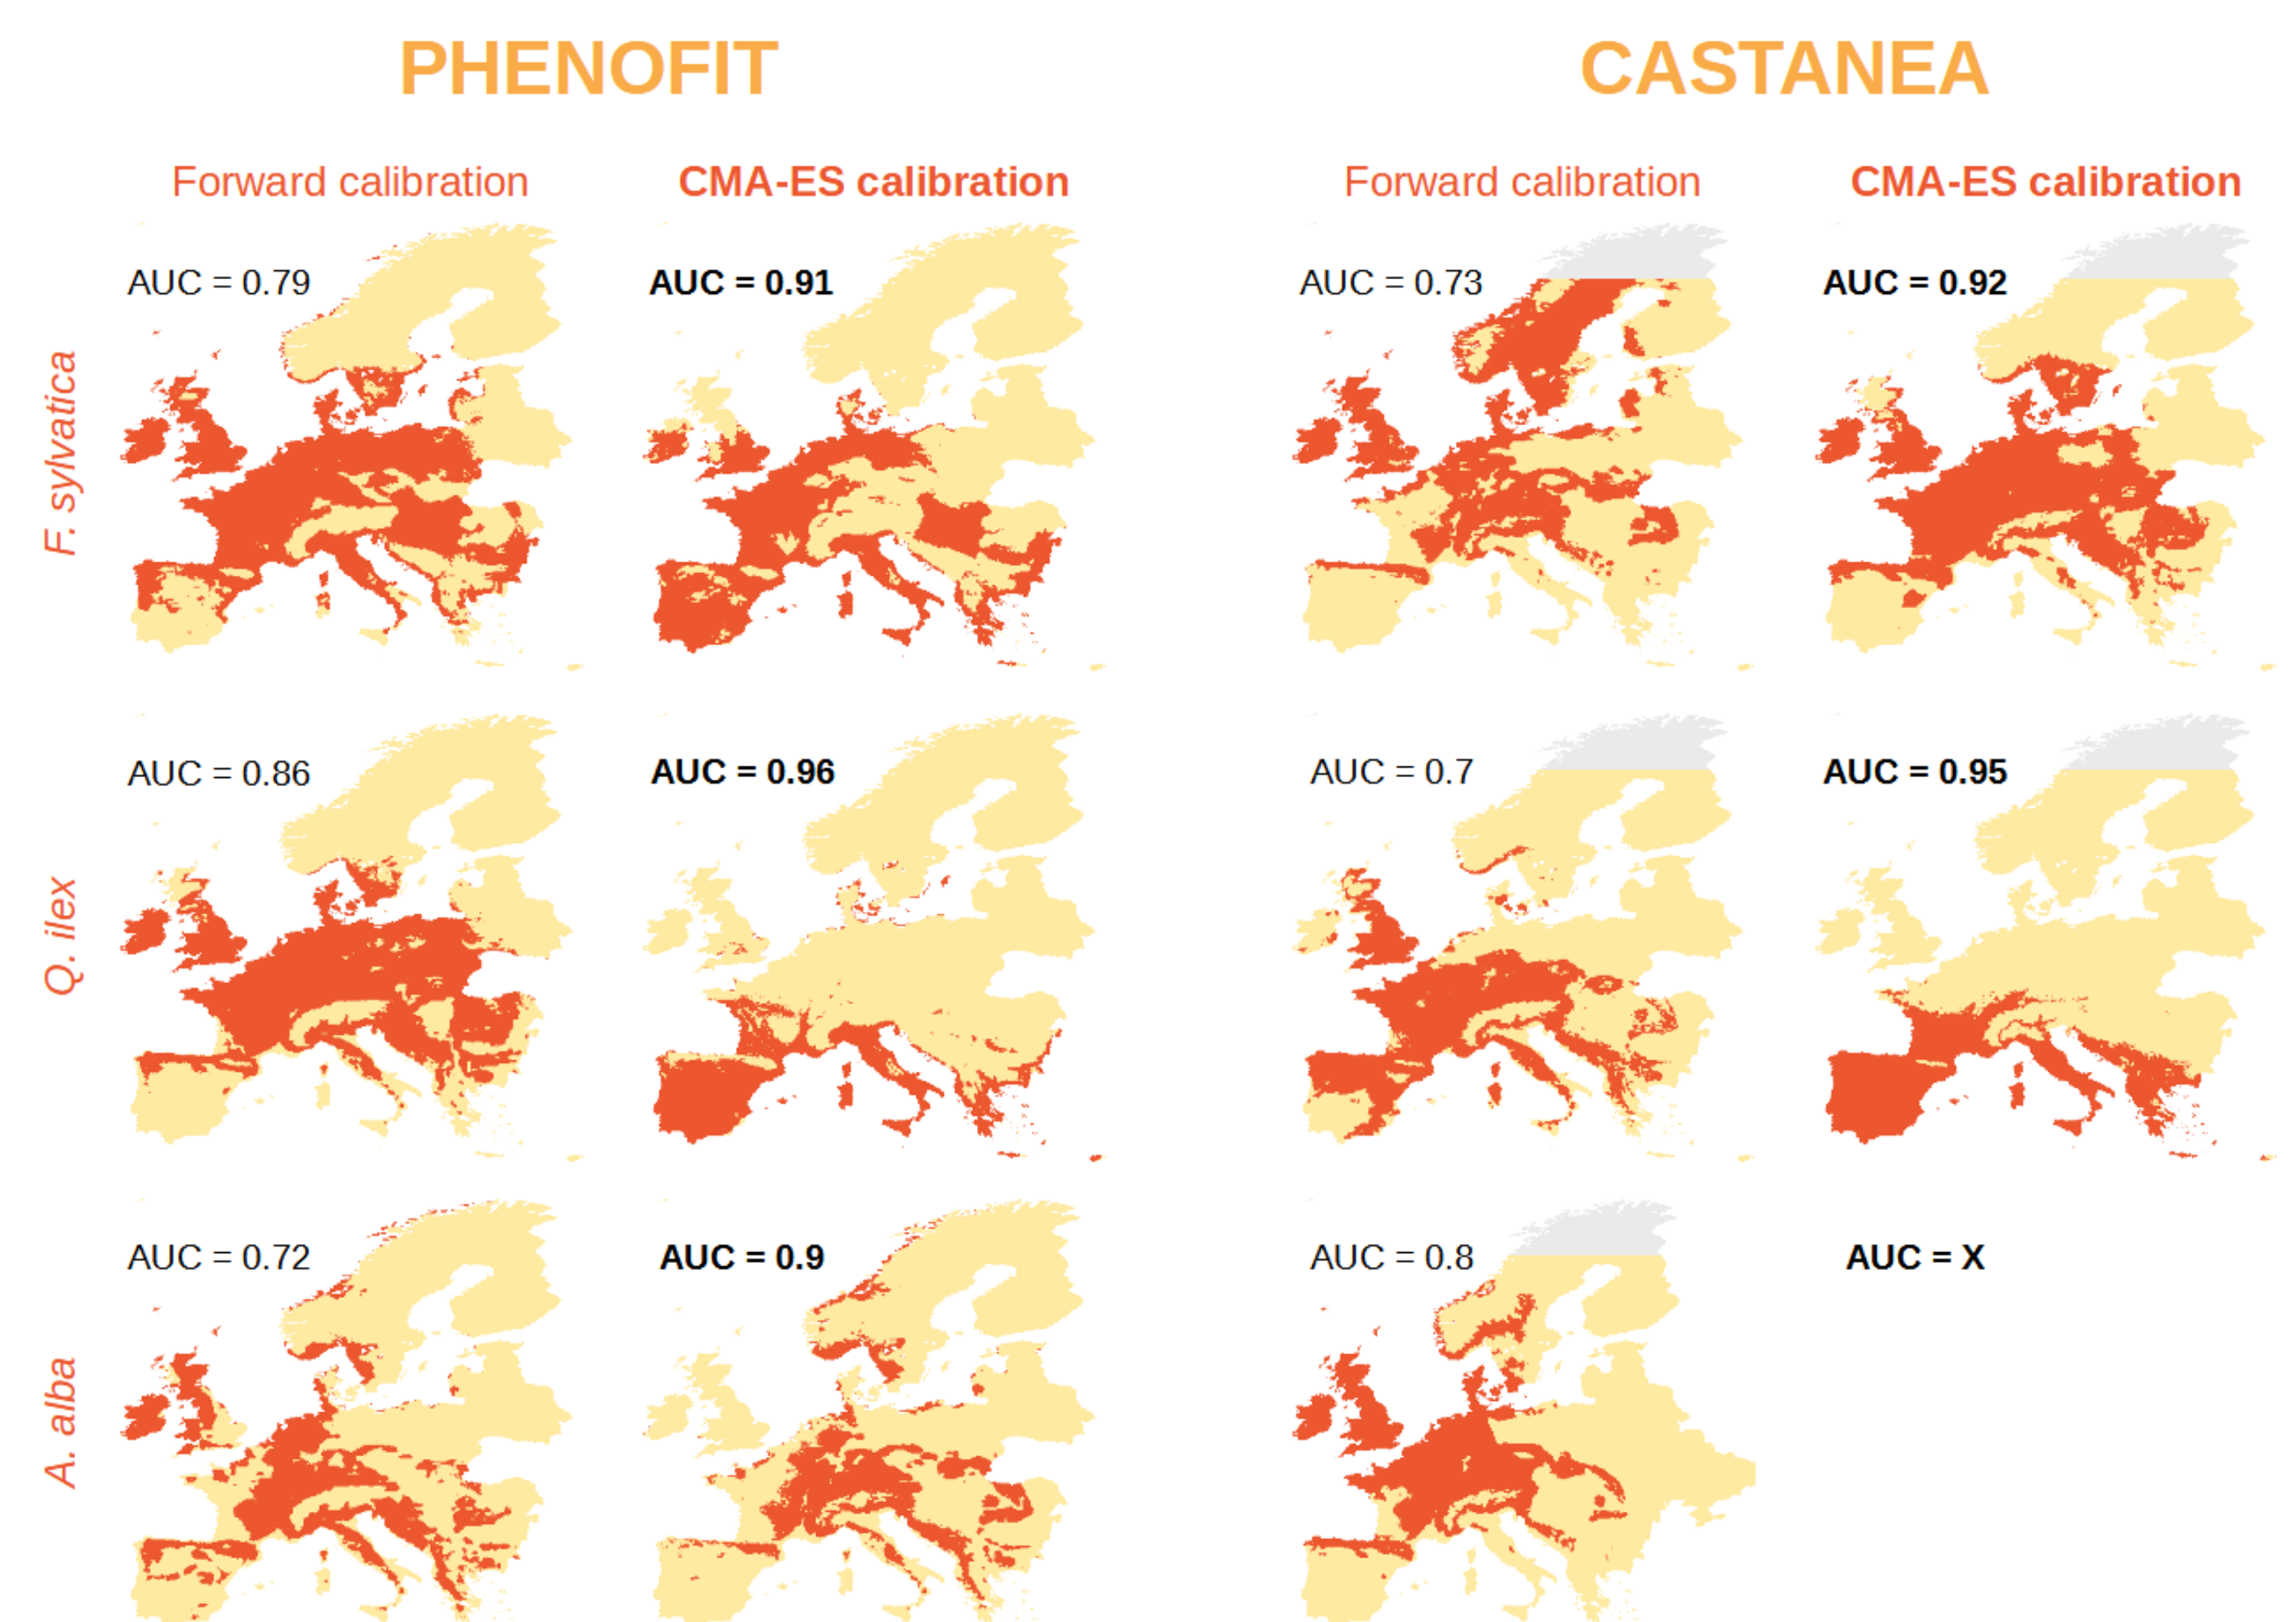 PHENOFIT
CASTANEA
Forward calibration
CMA-ES calibration
Forward calibration
CMA-ES calibration
F. sylvatica
AUC = 0.79
AUC = 0.91
AUC = 0.73
AUC = 0.92
Q. ilex
AUC = 0.86
AUC = 0.96
AUC = 0.7
AUC = 0.95
A. alba
AUC = 0.72
AUC = 0.9
AUC = 0.8
AUC = X